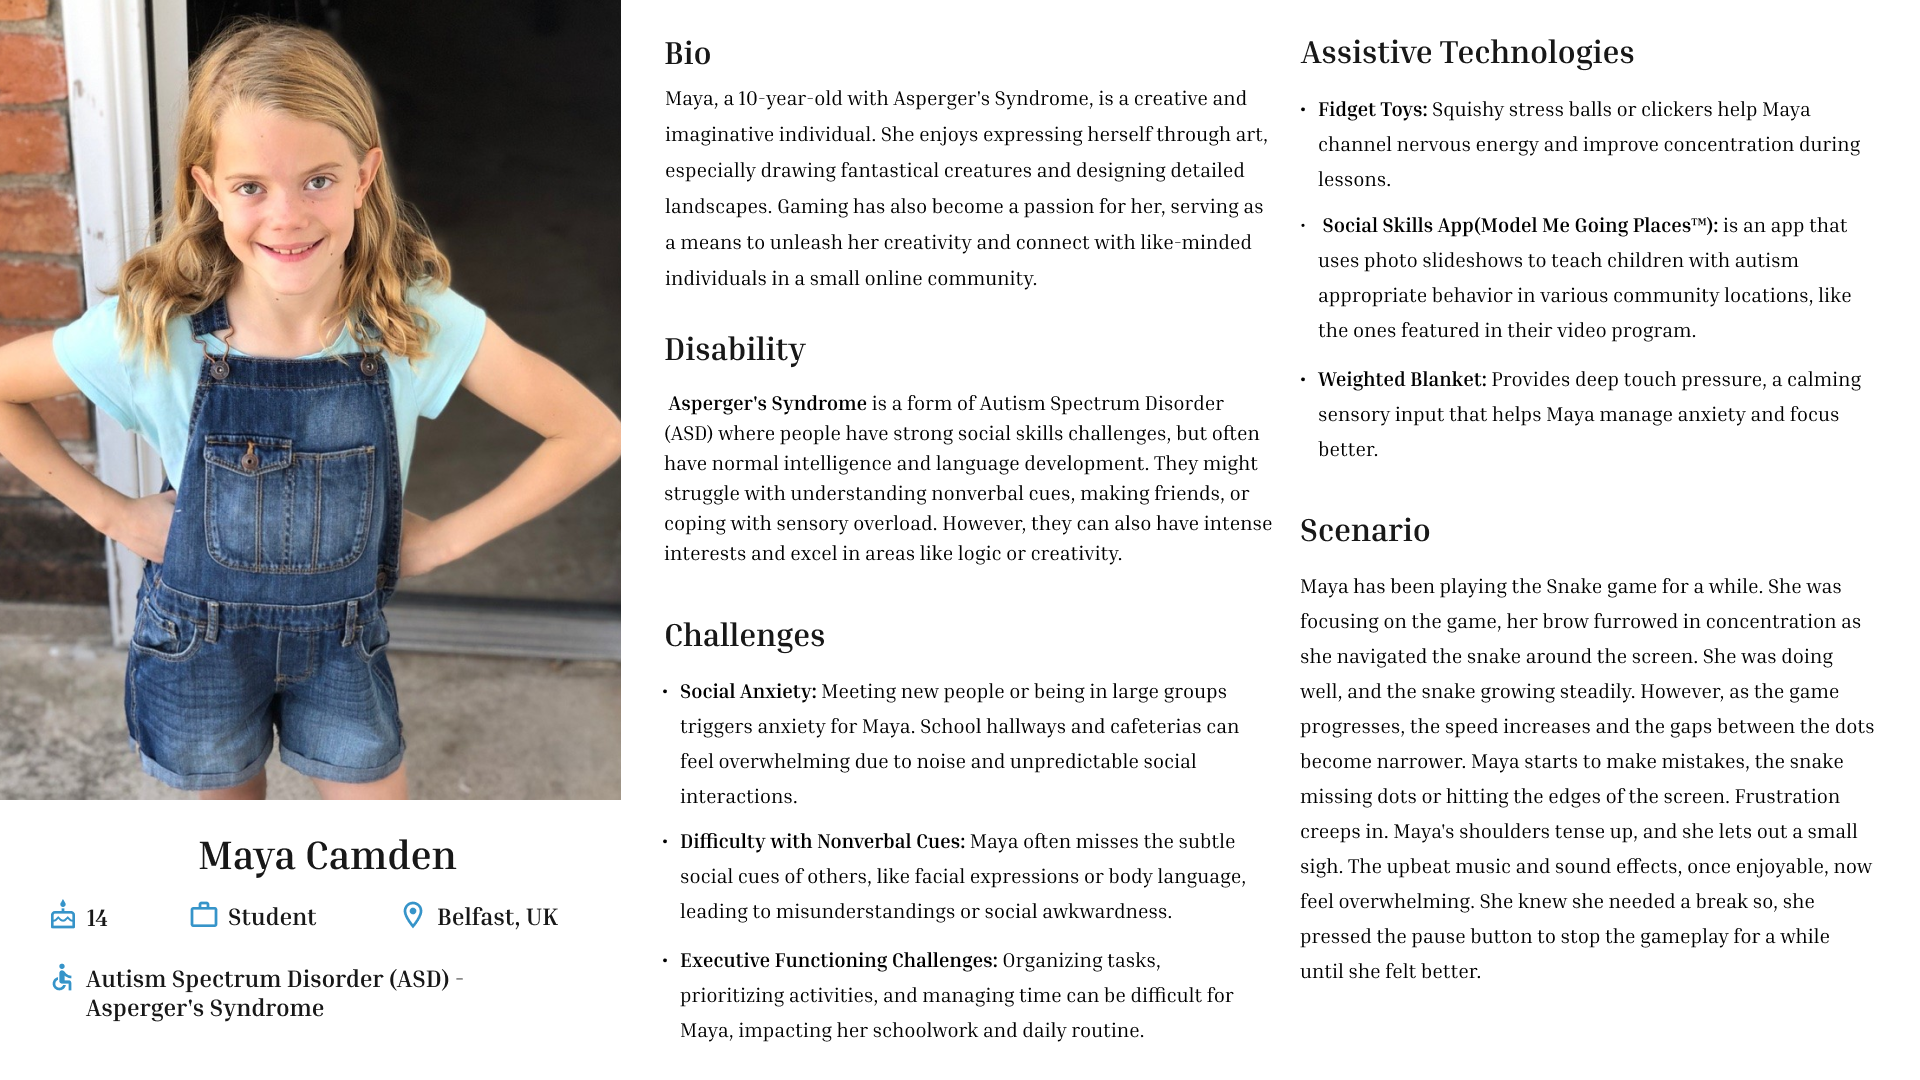 Maya Camden
14
Student
Belfast, UK
Autism Spectrum Disorder (ASD) -
Asperger's Syndrome
Bio
Maya, a 10-year-old with Asperger's Syndrome, is a creative and
imaginative individual. She enjoys expressing herself through art,
especially drawing fantastical creatures and designing detailed
landscapes. Gaming has also become a passion for her, serving as
a means to unleash her creativity and connect with like-minded
individuals in a small online community.
Disability
Asperger's Syndrome is a form of Autism Spectrum Disorder
(ASD) where people have strong social skills challenges, but often
have normal intelligence and language development. They might
struggle with understanding nonverbal cues, making friends, or
coping with sensory overload. However, they can also have intense
interests and excel in areas like logic or creativity.
Challenges
• Social Anxiety: Meeting new people or being in large groups
triggers anxiety for Maya. School hallways and cafeterias can
feel overwhelming due to noise and unpredictable social
interactions.
• Difficulty with Nonverbal Cues: Maya often misses the subtle
social cues of others, like facial expressions or body language,
leading to misunderstandings or social awkwardness.
• Executive Functioning Challenges: Organizing tasks,
prioritizing activities, and managing time can be difficult for
Maya, impacting her schoolwork and daily routine.
Assistive Technologies
• Fidget Toys: Squishy stress balls or clickers help Maya
channel nervous energy and improve concentration during
lessons.
• Social Skills App(Model Me Going Places™): is an app that
uses photo slideshows to teach children with autism
appropriate behavior in various community locations, like
the ones featured in their video program.
• Weighted Blanket: Provides deep touch pressure, a calming
sensory input that helps Maya manage anxiety and focus
better.
Scenario
Maya has been playing the Snake game for a while. She was
focusing on the game, her brow furrowed in concentration as
she navigated the snake around the screen. She was doing
well, and the snake growing steadily. However, as the game
progresses, the speed increases and the gaps between the dots
become narrower. Maya starts to make mistakes, the snake
missing dots or hitting the edges of the screen. Frustration
creeps in. Maya's shoulders tense up, and she lets out a small
sigh. The upbeat music and sound effects, once enjoyable, now
feel overwhelming. She knew she needed a break so, she
pressed the pause button to stop the gameplay for a while
until she felt better.